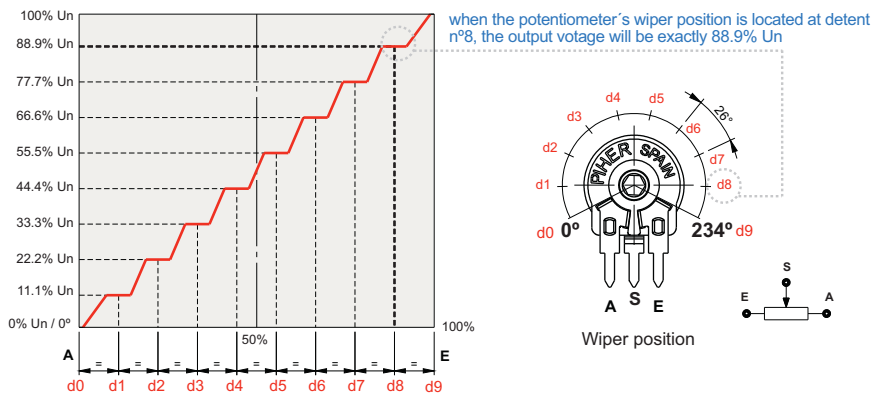 when the potentiometer´s wiper position is located at detent
nº8, the output votage will be exactly 88.9% Un
100% Un
88.9% Un
77.7% Un
66.6% Un
55.5% Un
44.4% Un
33.3% Un
22.2% Un
11.1% Un
0% Un / 0º
50%
100%
A
E
= = = = = = = = =
d0 d1 d2 d3 d4 d5 d6 d7 d8 d9
d0 0º
d1
d2
d3
d4
d5
d6
d7
d8
234º d9
26°
PIHER SPAIN
A S E
Wiper position
S
E A